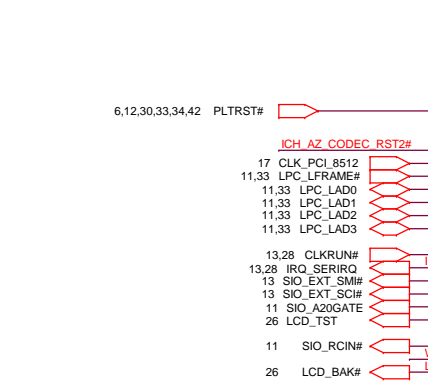 6,12,30,33,34,42 PLTRST#
ICH_AZ_CODEC_RST2#
17 CLK_PCI_8512
11,33 LPC_LFRAME#
11,33 LPC_LAD0
11,33 LPC_LAD1
11,33 LPC_LAD2
11,33 LPC_LAD3
13,28 CLKRUN#
13,28 IRQ_SERIRQ
13 SIO_EXT_SMI#
13 SIO_EXT_SCI#
11 SIO_A20GATE
26 LCD_TST
11 SIO_RCIN#
26 LCD_BAK#